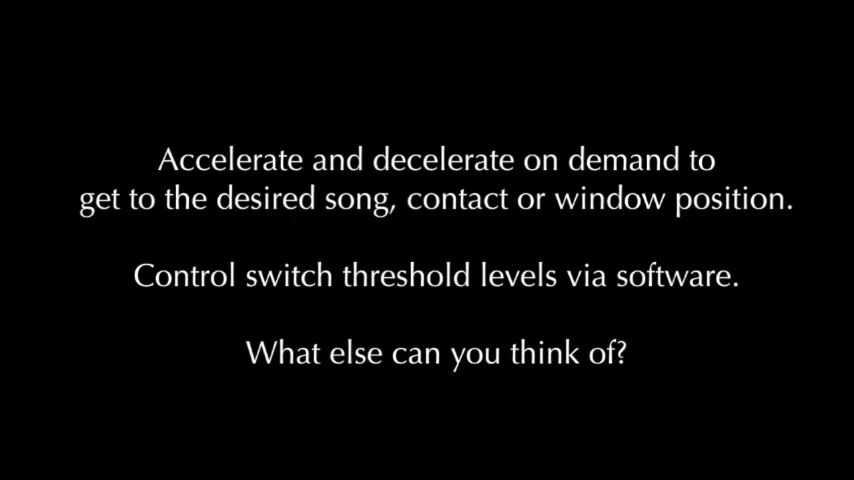 Accelerate and decelerate on demand to
get to the desired song, contact or window position.
Control switch threshold levels via software.
What else can you think of?